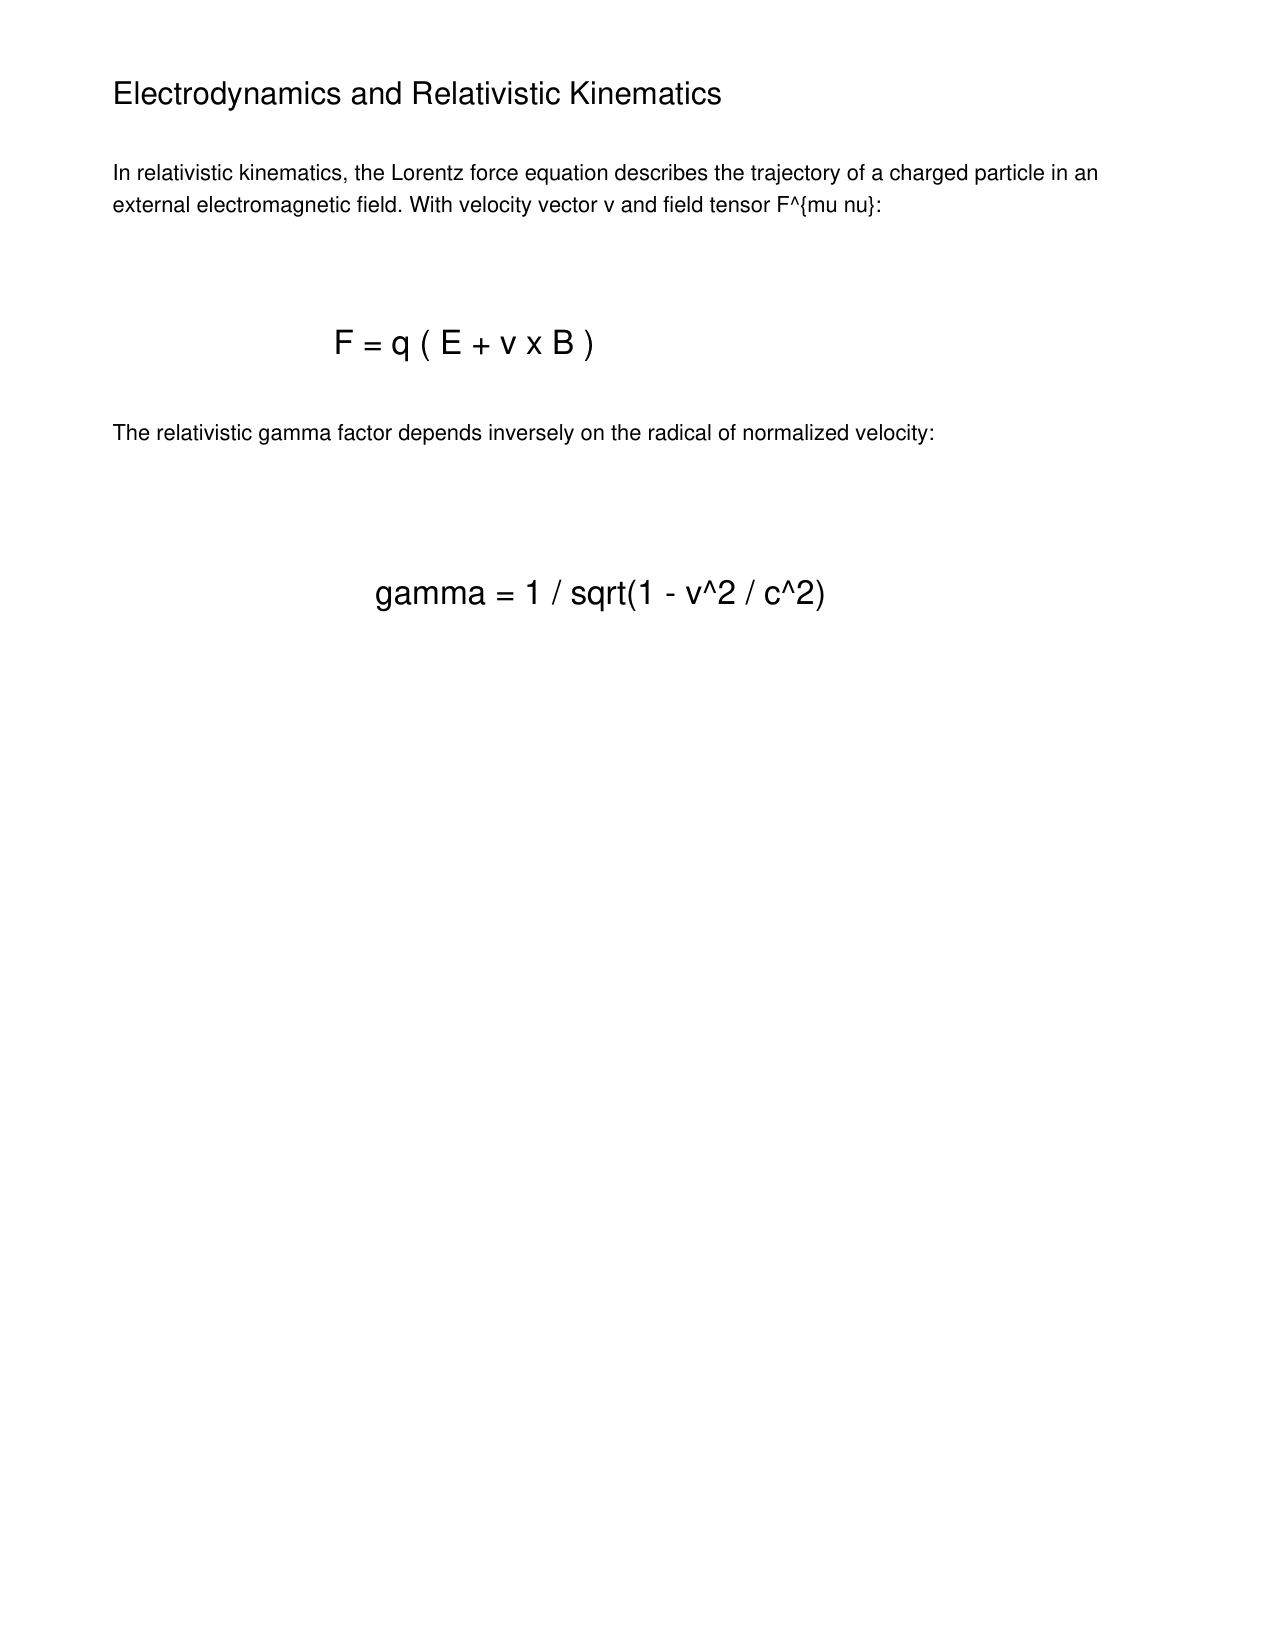 Electrodynamics and Relativistic Kinematics
In relativistic kinematics, the Lorentz force equation describes the trajectory of a charged particle in an
external electromagnetic field. With velocity vector v and field tensor F^{mu nu}:
F = q ( E + v x B )
The relativistic gamma factor depends inversely on the radical of normalized velocity:
gamma = 1 / sqrt(1 - v^2 / c^2)